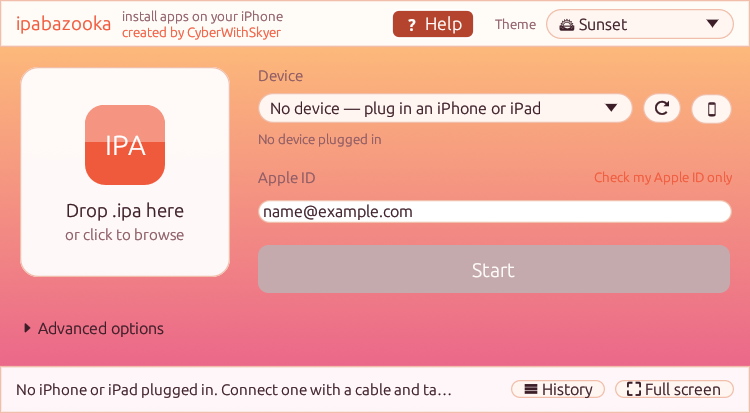 ipabazooka
install apps on your iPhone
created by CyberWithSkyer
? Help
Theme
Sunset
Device
No device — plug in an iPhone or iPad
No device plugged in
IPA
Drop .ipa here
or click to browse
Apple ID
Check my Apple ID only
name@example.com
Start
Advanced options
No iPhone or iPad plugged in. Connect one with a cable and ta…
History
Full screen